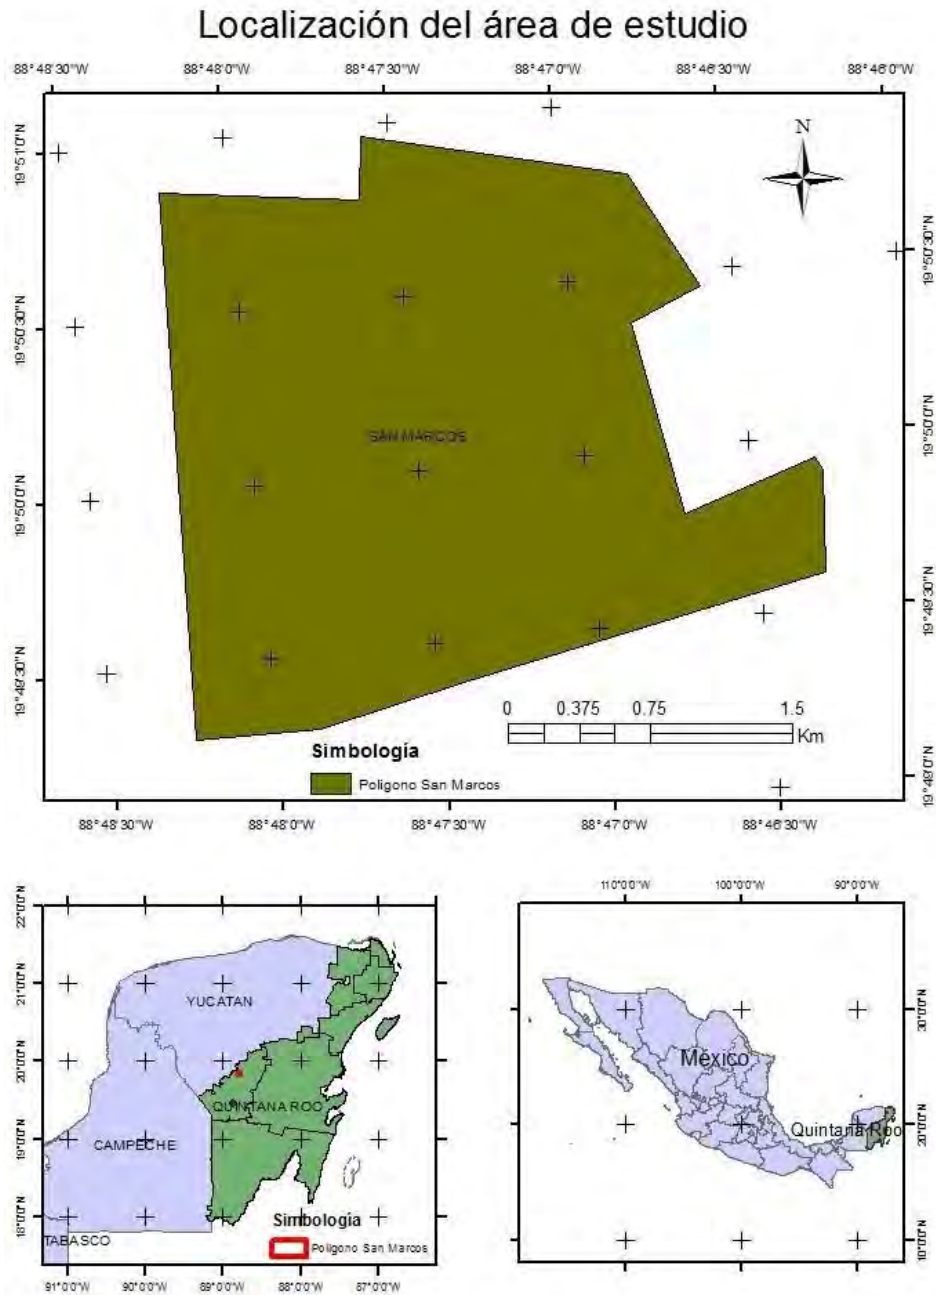 Localización del área de estudio
88°48'30"W 88°48'0"W 88°47'30"W 88°47'0"W 88°46'30"W 88°46'0"W
N
19°51'0"N
19°50'30"N
19°50'30"N
19°50'0"N
SAN MARCOS
19°50'0"N
19°49'30"N
19°49'30"N
19°49'0"N
0 0.375 0.75 1.5
Km
Simbología
Poligono San Marcos
88°48'30"W 88°48'0"W 88°47'30"W 88°47'0"W 88°46'30"W
22°0'0"N
21°0'0"N
20°0'0"N
19°0'0"N
18°0'0"N
YUCATAN
QUINTANA ROO
CAMPECHE
TABASCO
Simbología
Poligono San Marcos
91°0'0"W 90°0'0"W 89°0'0"W 88°0'0"W 87°0'0"W
110°0'0"W 100°0'0"W 90°0'0"W
30°0'0"N
México
Quintana Roo
20°0'0"N
10°0'0"N